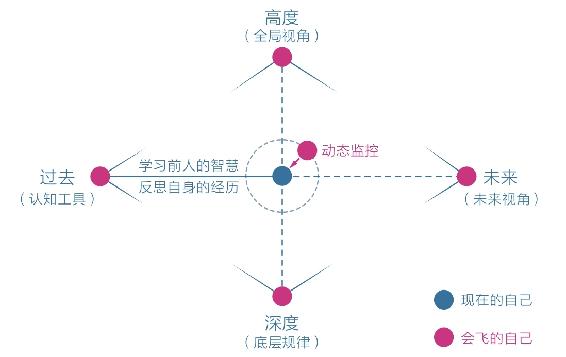 高度
（全局视角）
动态监控
学习前人的智慧
反思自身的经历
过去
（认知工具）
未来
（未来视角）
现在的自己
会飞的自己
深度
（底层规律）